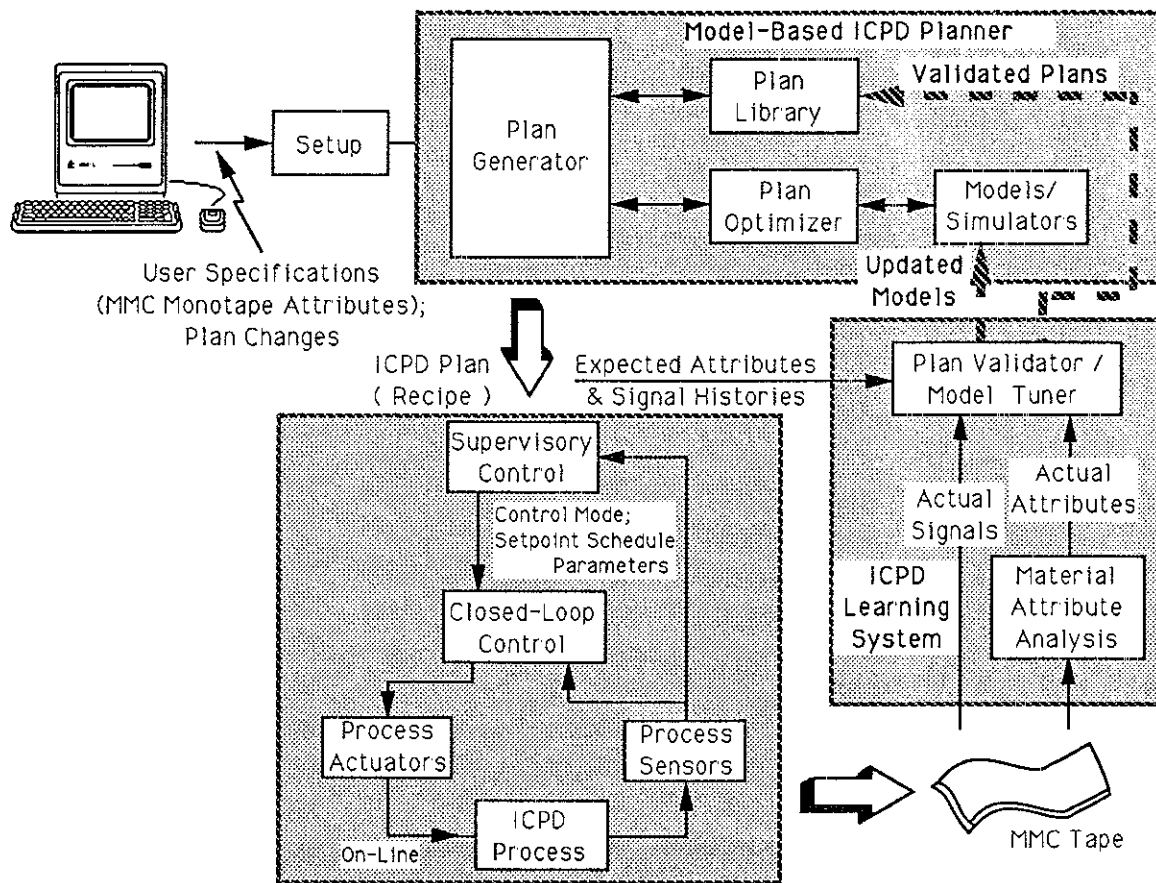 Model-Based ICPD Planner
Plan
Generator
Plan
Library
Validated Plans
Setup
Plan
Optimizer
Models/
Simulators
User Specifications
(MMC Monotape Attributes);
Plan Changes
Updated
Models
ICPD Plan
( Recipe )
Expected Attributes
& Signal Histories
Plan Validator /
Model Tuner
Supervisory
Control
Control Mode;
Setpoint Schedule
Parameters
Closed-Loop
Control
Process
Actuators
Process
Sensors
ICPD
Process
On-Line
Actual
Signals
Actual
Attributes
ICPD
Learning
System
Material
Attribute
Analysis
MMC Tape